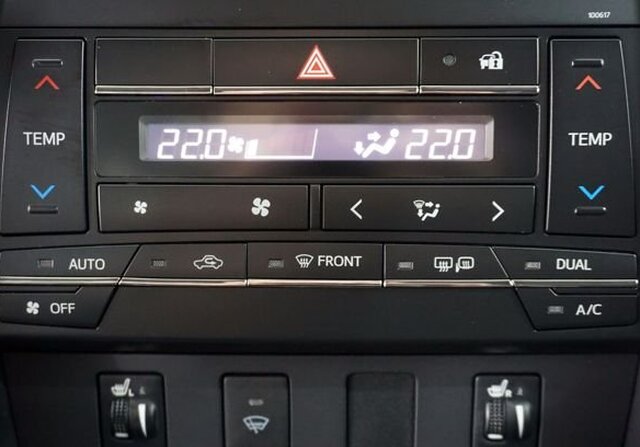 100617
TEMP
22.0 22.0
TEMP
AUTO
FRONT
DUAL
OFF
A/C
L
R